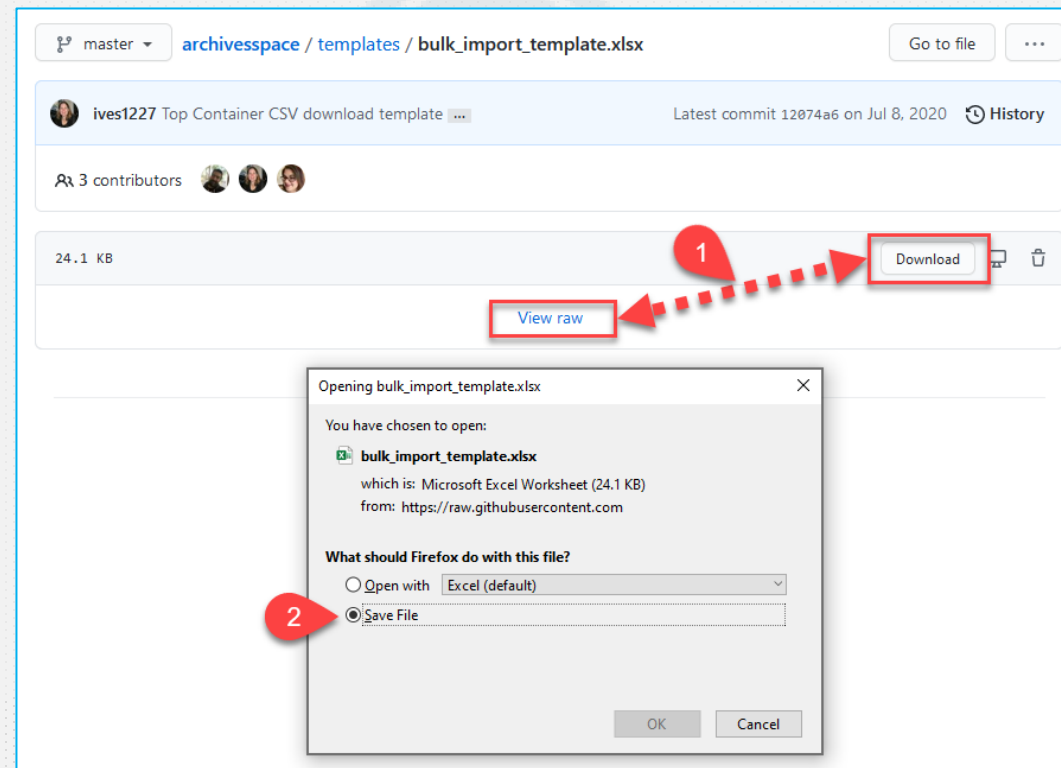 master archivesspace / templates / bulk_import_template.xlsx Go to file ...
ives1227 Top Container CSV download template ... Latest commit 12074a6 on Jul 8, 2020 History
3 contributors
24.1 KB 1 Download
View raw
Opening bulk_import_template.xlsx
You have chosen to open:
bulk_import_template.xlsx
which is: Microsoft Excel Worksheet (24.1 KB)
from: https://raw.githubusercontent.com
What should Firefox do with this file?
Open with Excel (default)
2 Save File
OK Cancel